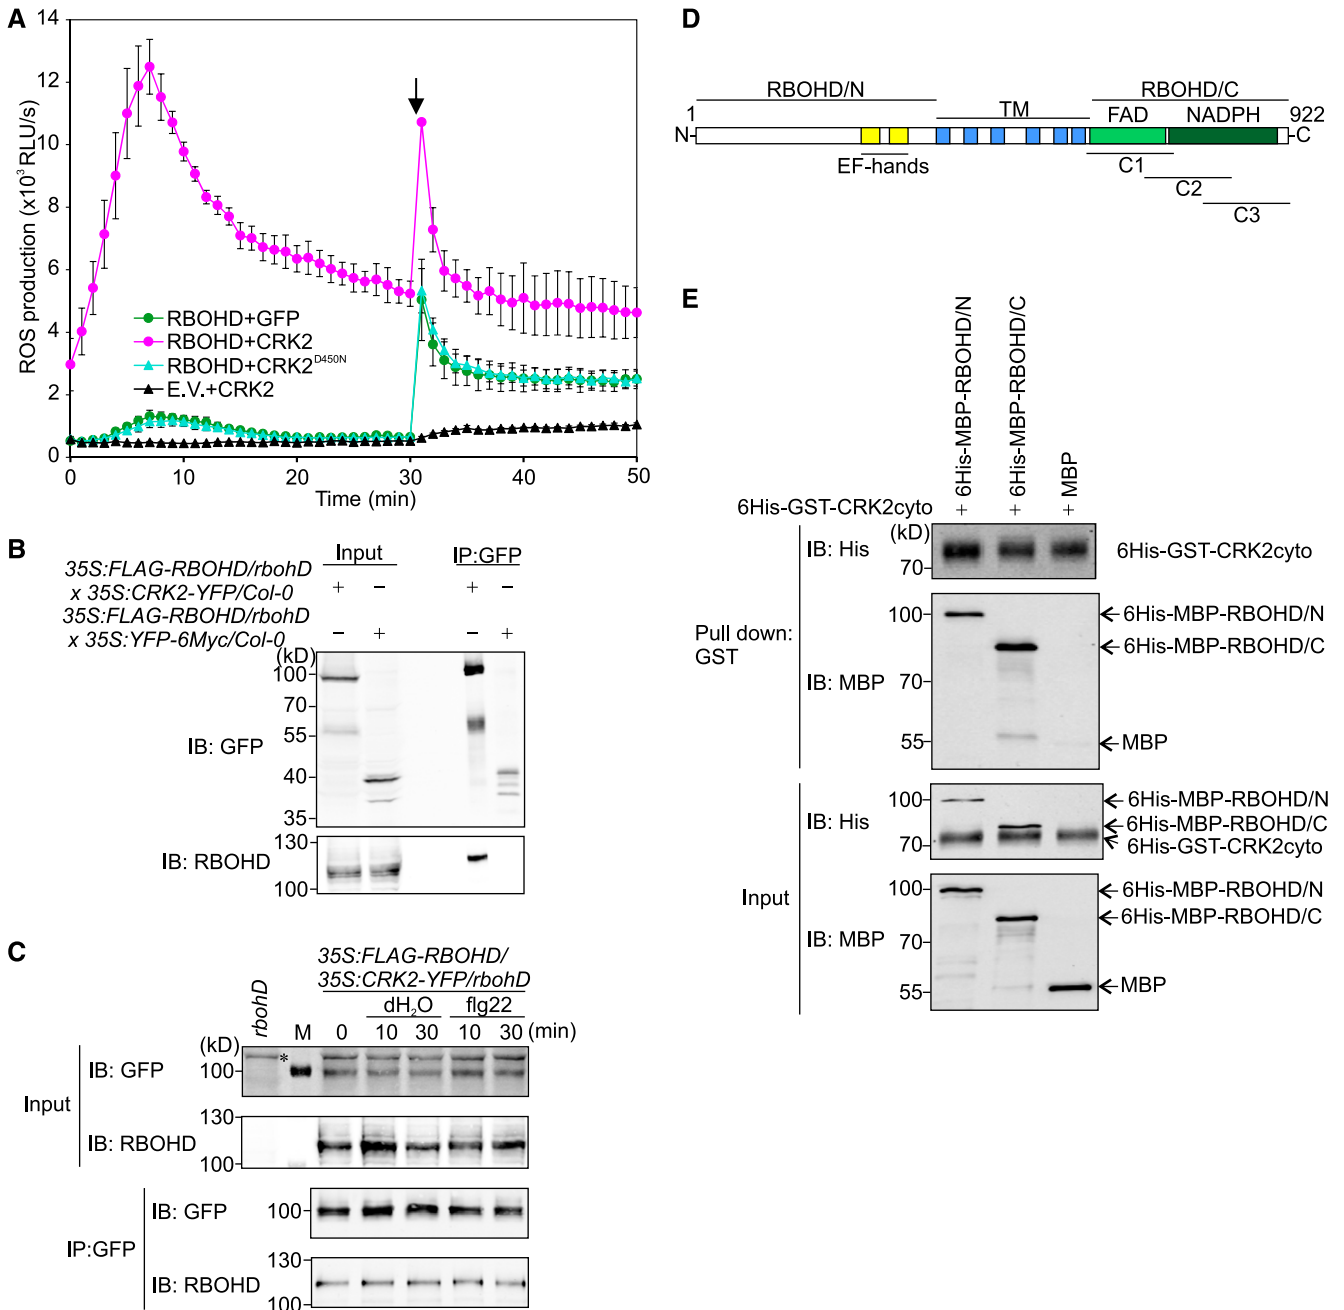 A
14
12
10
8
6
4
2
0
ROS production (x10³ RLU/s)
RBOHD+GFP
RBOHD+CRK2
RBOHD+CRK2ᴰ⁴⁵⁰ᴺ
E.V.+CRK2
0 10 20 30 40 50
Time (min)
B
Input IP:GFP
35S:FLAG-RBOHD/rbohD
x 35S:CRK2-YFP/Col-0 + – + –
35S:FLAG-RBOHD/rbohD
x 35S:YFP-6Myc/Col-0 – + – +
(kD)
100
70
55
40
35
IB: GFP
130
IB: RBOHD
100
C
35S:FLAG-RBOHD/
35S:CRK2-YFP/rbohD
rbohD
dH₂O flg22
M 0 10 30 10 30 (min)
(kD)
Input
IB: GFP 100 *
130
IB: RBOHD
100
IP:GFP
IB: GFP 100
130
IB: RBOHD
100
D
RBOHD/N RBOHD/C
1 TM FAD NADPH 922
N C
EF-hands C1
C2
C3
E
6His-MBP-RBOHD/N
6His-MBP-RBOHD/C
MBP
6His-GST-CRK2cyto + + +
(kD)
Pull down:
GST
IB: His 6His-GST-CRK2cyto
70
100 6His-MBP-RBOHD/N
6His-MBP-RBOHD/C
IB: MBP 70
55 MBP
Input
100 6His-MBP-RBOHD/N
IB: His 6His-MBP-RBOHD/C
70 6His-GST-CRK2cyto
100 6His-MBP-RBOHD/N
6His-MBP-RBOHD/C
IB: MBP 70
55 MBP